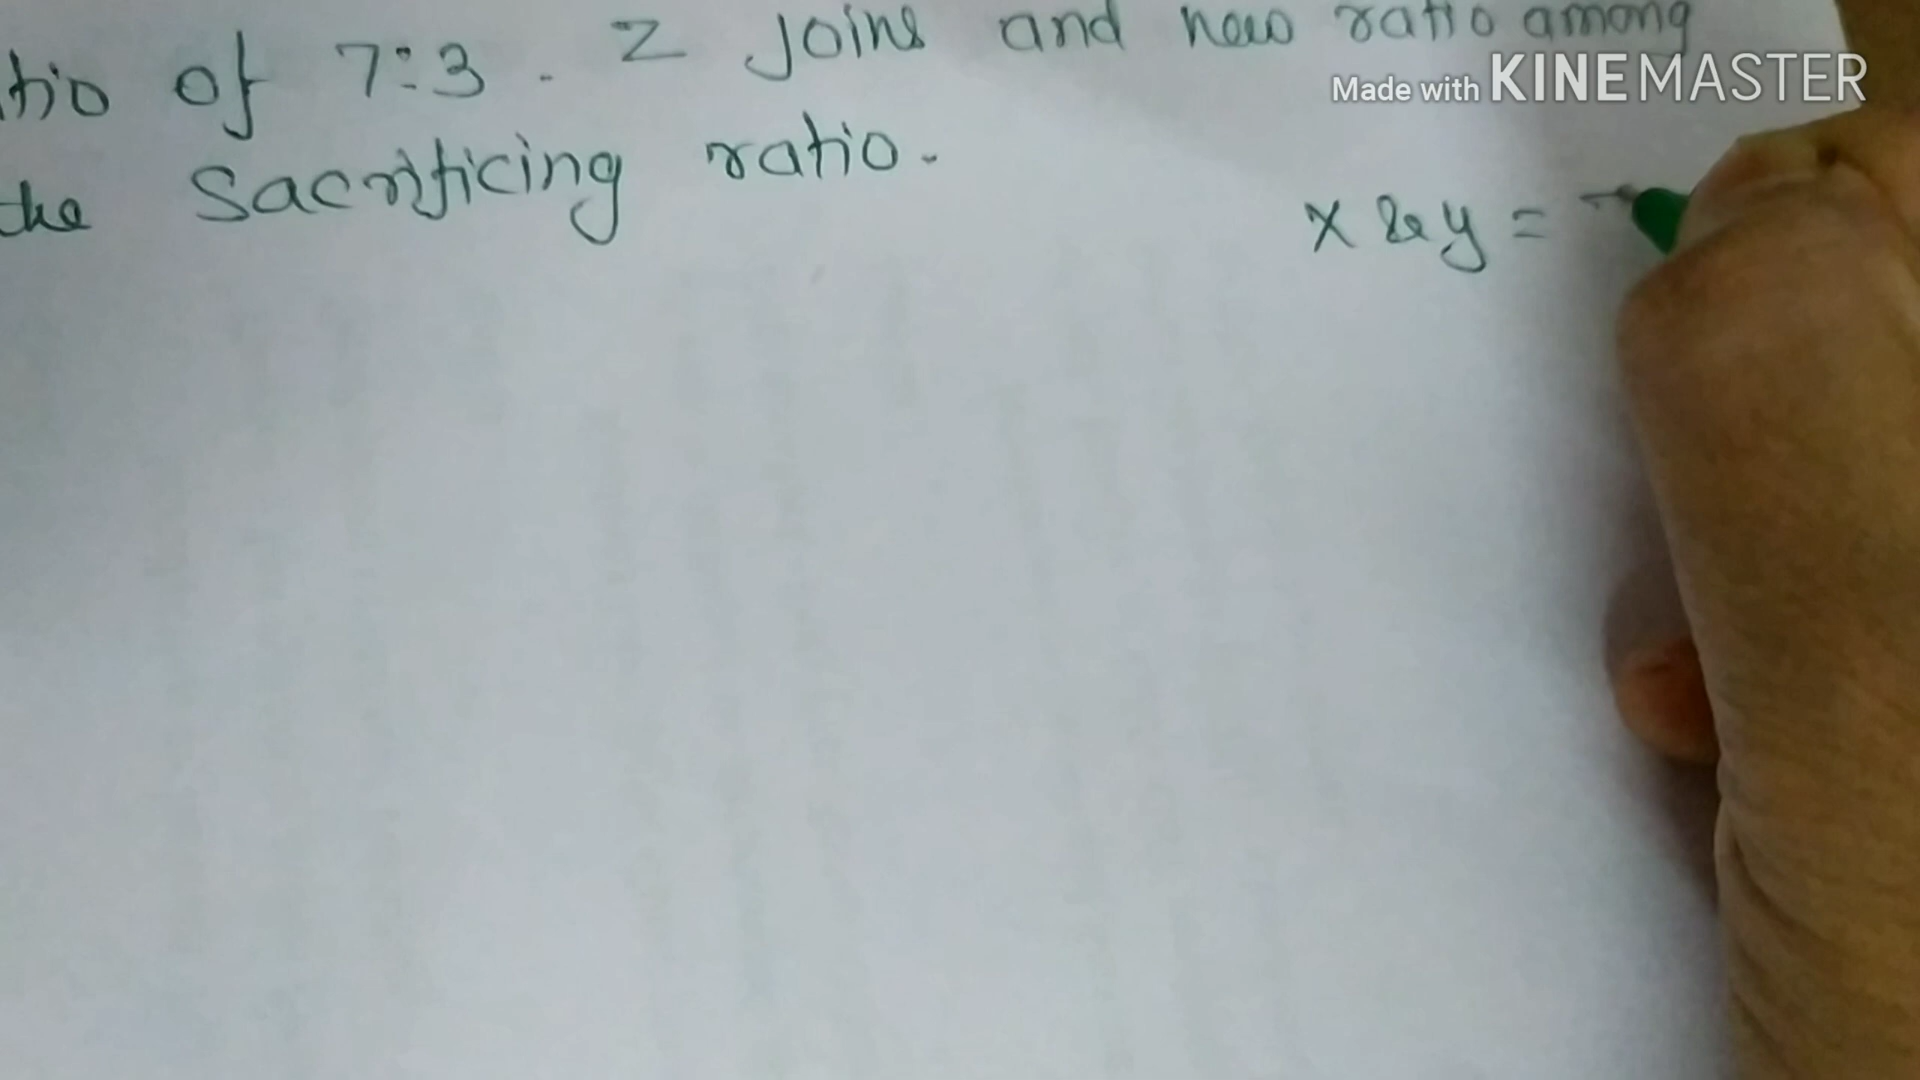 tio of 7:3. Z joins and new ratio among
Made with KINEMASTER
the Sacrificing ratio.
X & y =